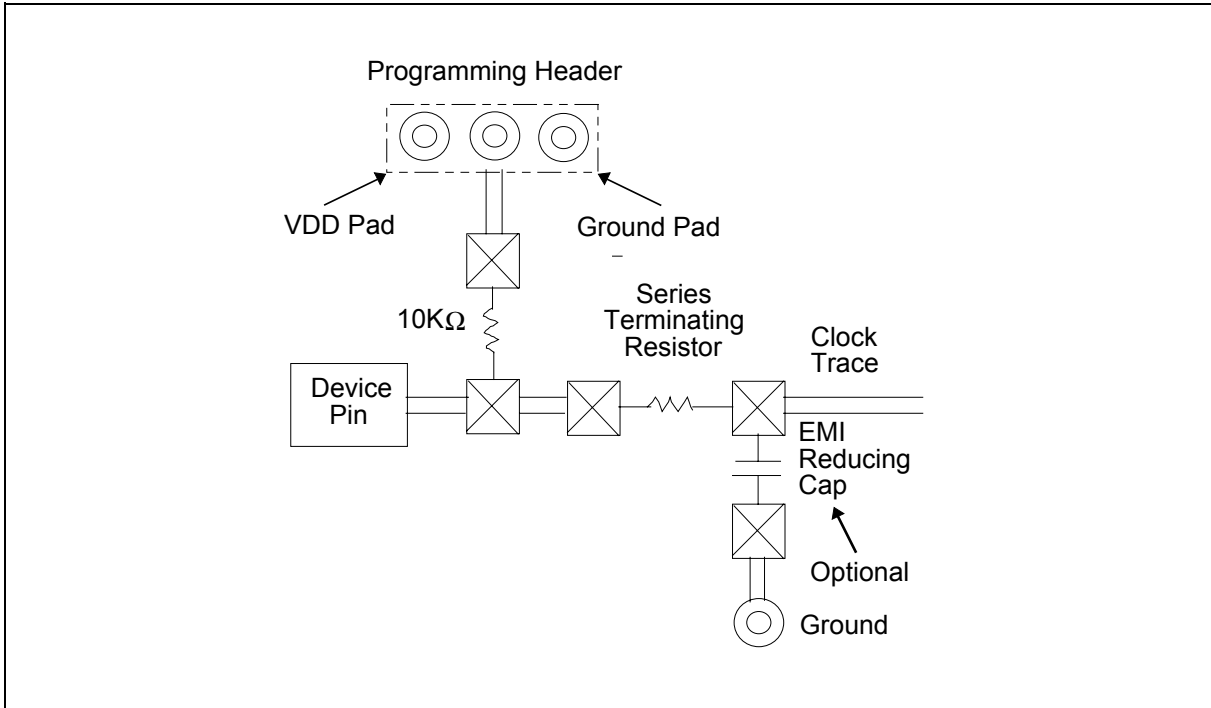 Programming Header
VDD Pad
Ground Pad
10KΩ
Series
Terminating
Resistor
Clock
Trace
Device
Pin
EMI
Reducing
Cap
Optional
Ground